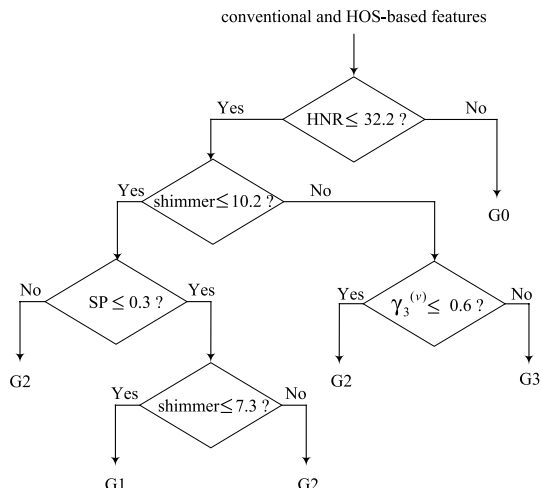 conventional and HOS-based features
HNR ≤ 32.2 ?
Yes
No
shimmer ≤ 10.2 ?
Yes
No
G0
SP ≤ 0.3 ?
No
Yes
γ₃⁽ᵛ⁾ ≤ 0.6 ?
Yes
No
G2
shimmer ≤ 7.3 ?
Yes
No
G2
G3
G1
G2